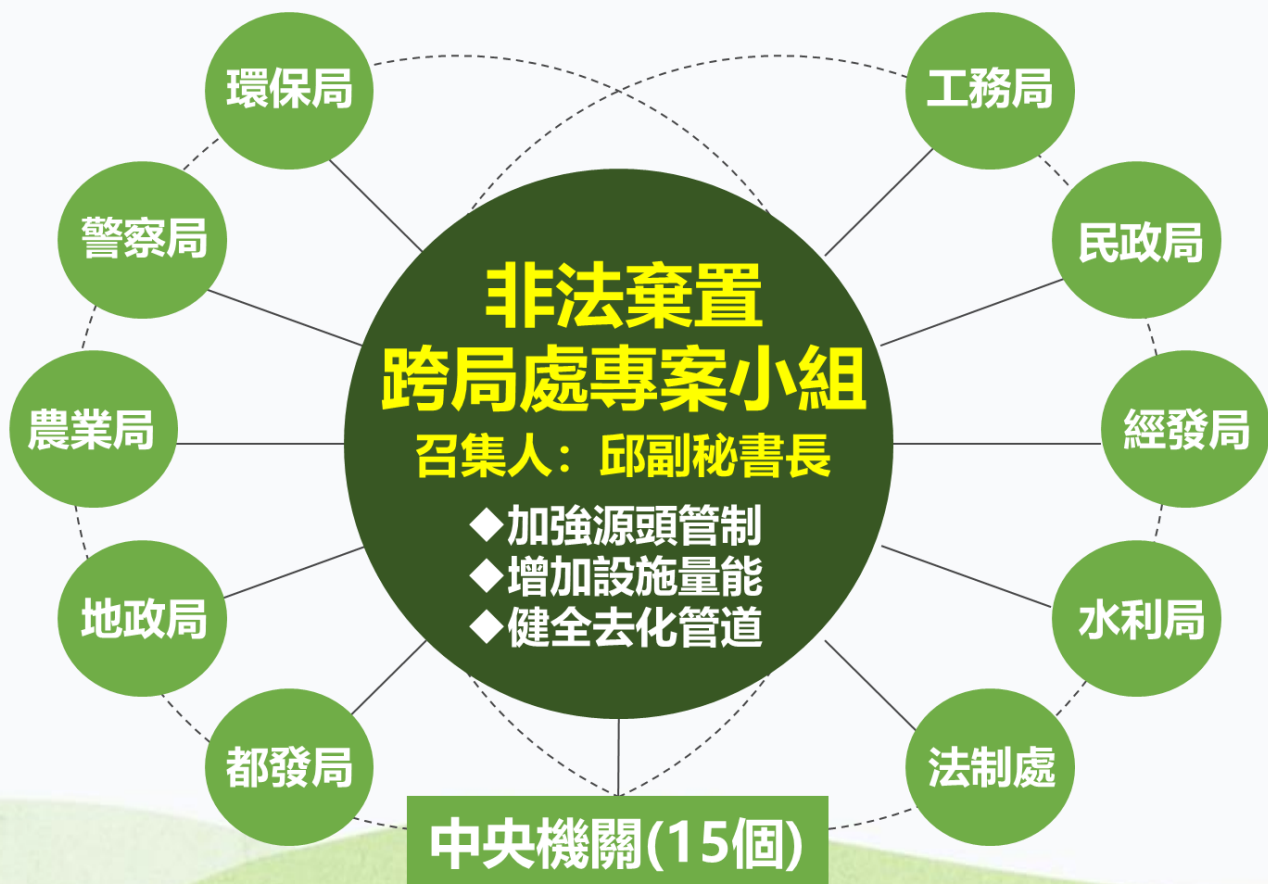 環保局
工務局
警察局
民政局
非法棄置
跨局處專案小組
召集人：邱副秘書長
農業局
經發局
◆加強源頭管制
◆增加設施量能
◆健全去化管道
地政局
水利局
都發局
法制處
中央機關(15個)